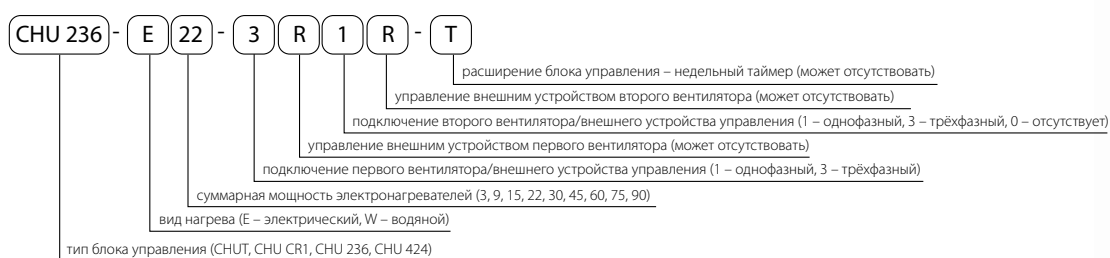 CHU 236 - E 22 - 3 R 1 R - T
расширение блока управления – недельный таймер (может отсутствовать)
управление внешним устройством второго вентилятора (может отсутствовать)
подключение второго вентилятора/внешнего устройства управления (1 – однофазный, 3 – трёхфазный, 0 – отсутствует)
управление внешним устройством первого вентилятора (может отсутствовать)
подключение первого вентилятора/внешнего устройства управления (1 – однофазный, 3 – трёхфазный)
суммарная мощность электронагревателей (3, 9, 15, 22, 30, 45, 60, 75, 90)
вид нагрева (E – электрический, W – водяной)
тип блока управления (CHUT, CHU CR1, CHU 236, CHU 424)